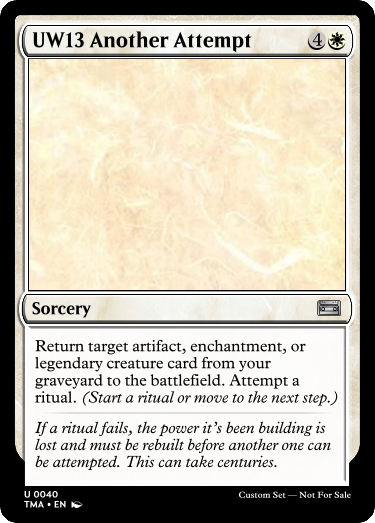 UW13 Another Attempt 4
Sorcery
Return target artifact, enchantment, or
legendary creature card from your
graveyard to the battlefield. Attempt a
ritual. (Start a ritual or move to the next step.)
If a ritual fails, the power it's been building is
lost and must be rebuilt before another one can
be attempted. This can take centuries.
U 0040
TMA • EN
Custom Set — Not For Sale